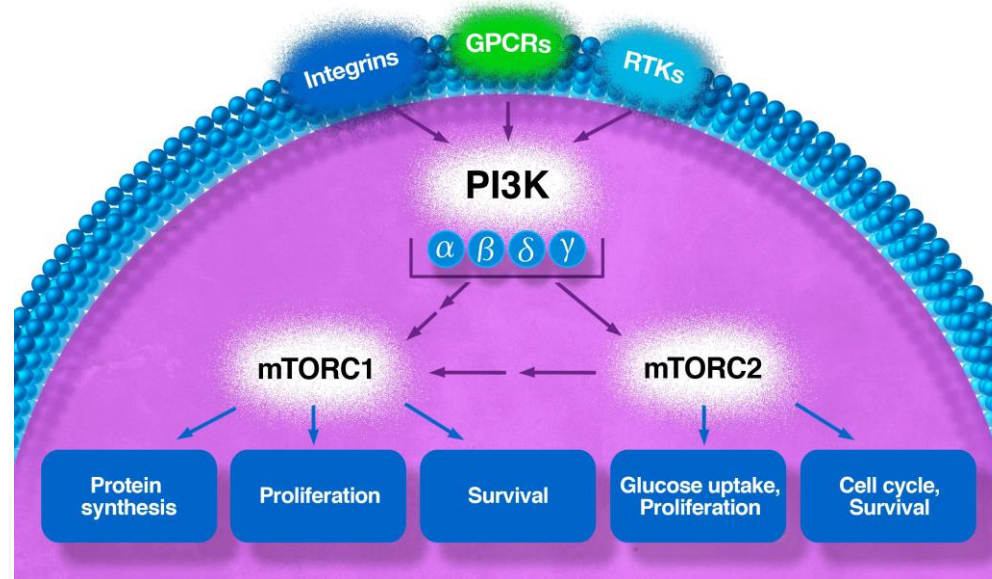 Integrins
GPCRs
RTKs
PI3K
α β δ γ
mTORC1
mTORC2
Protein
synthesis
Proliferation
Survival
Glucose uptake,
Proliferation
Cell cycle,
Survival